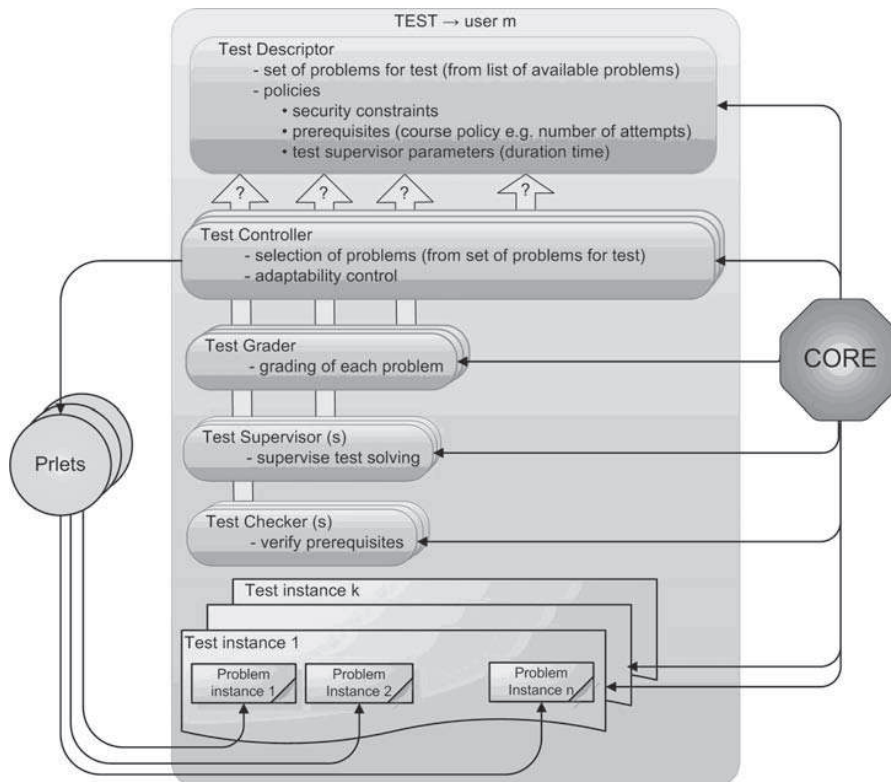 TEST → user m
Test Descriptor
- set of problems for test (from list of available problems)
- policies
• security constraints
• prerequisites (course policy e.g. number of attempts)
• test supervisor parameters (duration time)
? ? ? ?
Test Controller
- selection of problems (from set of problems for test)
- adaptability control
CORE
Test Grader
- grading of each problem
Prlets
Test Supervisor (s)
- supervise test solving
Test Checker (s)
- verify prerequisites
Test instance k
Test instance 1
Problem
instance 1
Problem
Instance 2
Problem
Instance n